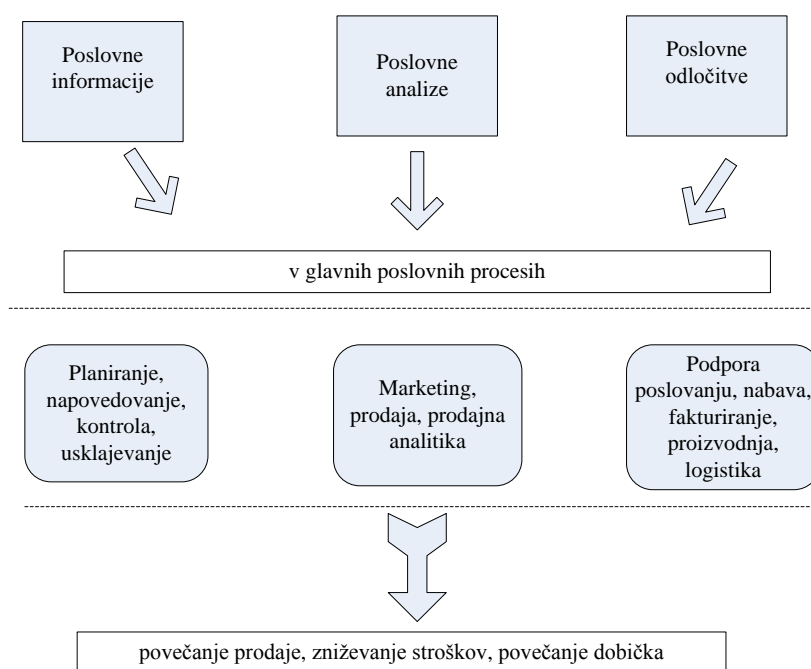 Poslovne
informacije
Poslovne
analize
Poslovne
odločitve
v glavnih poslovnih procesih
Planiranje,
napovedovanje,
kontrola,
usklajevanje
Marketing,
prodaja, prodajna
analitika
Podpora
poslovanju, nabava,
fakturiranje,
proizvodnja,
logistika
povečanje prodaje, zniževanje stroškov, povečanje dobička